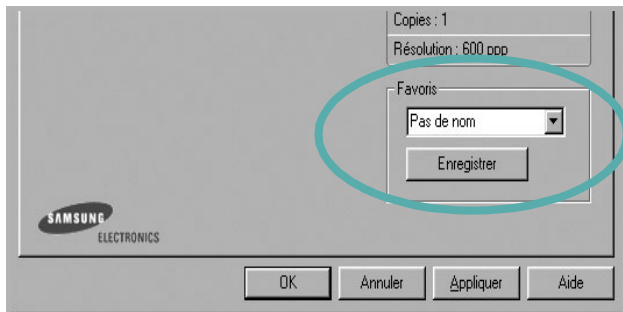 Copies : 1
Résolution : 600 ppp
Favoris
Pas de nom
Enregistrer
SAMSUNG
ELECTRONICS
OK Annuler Appliquer Aide